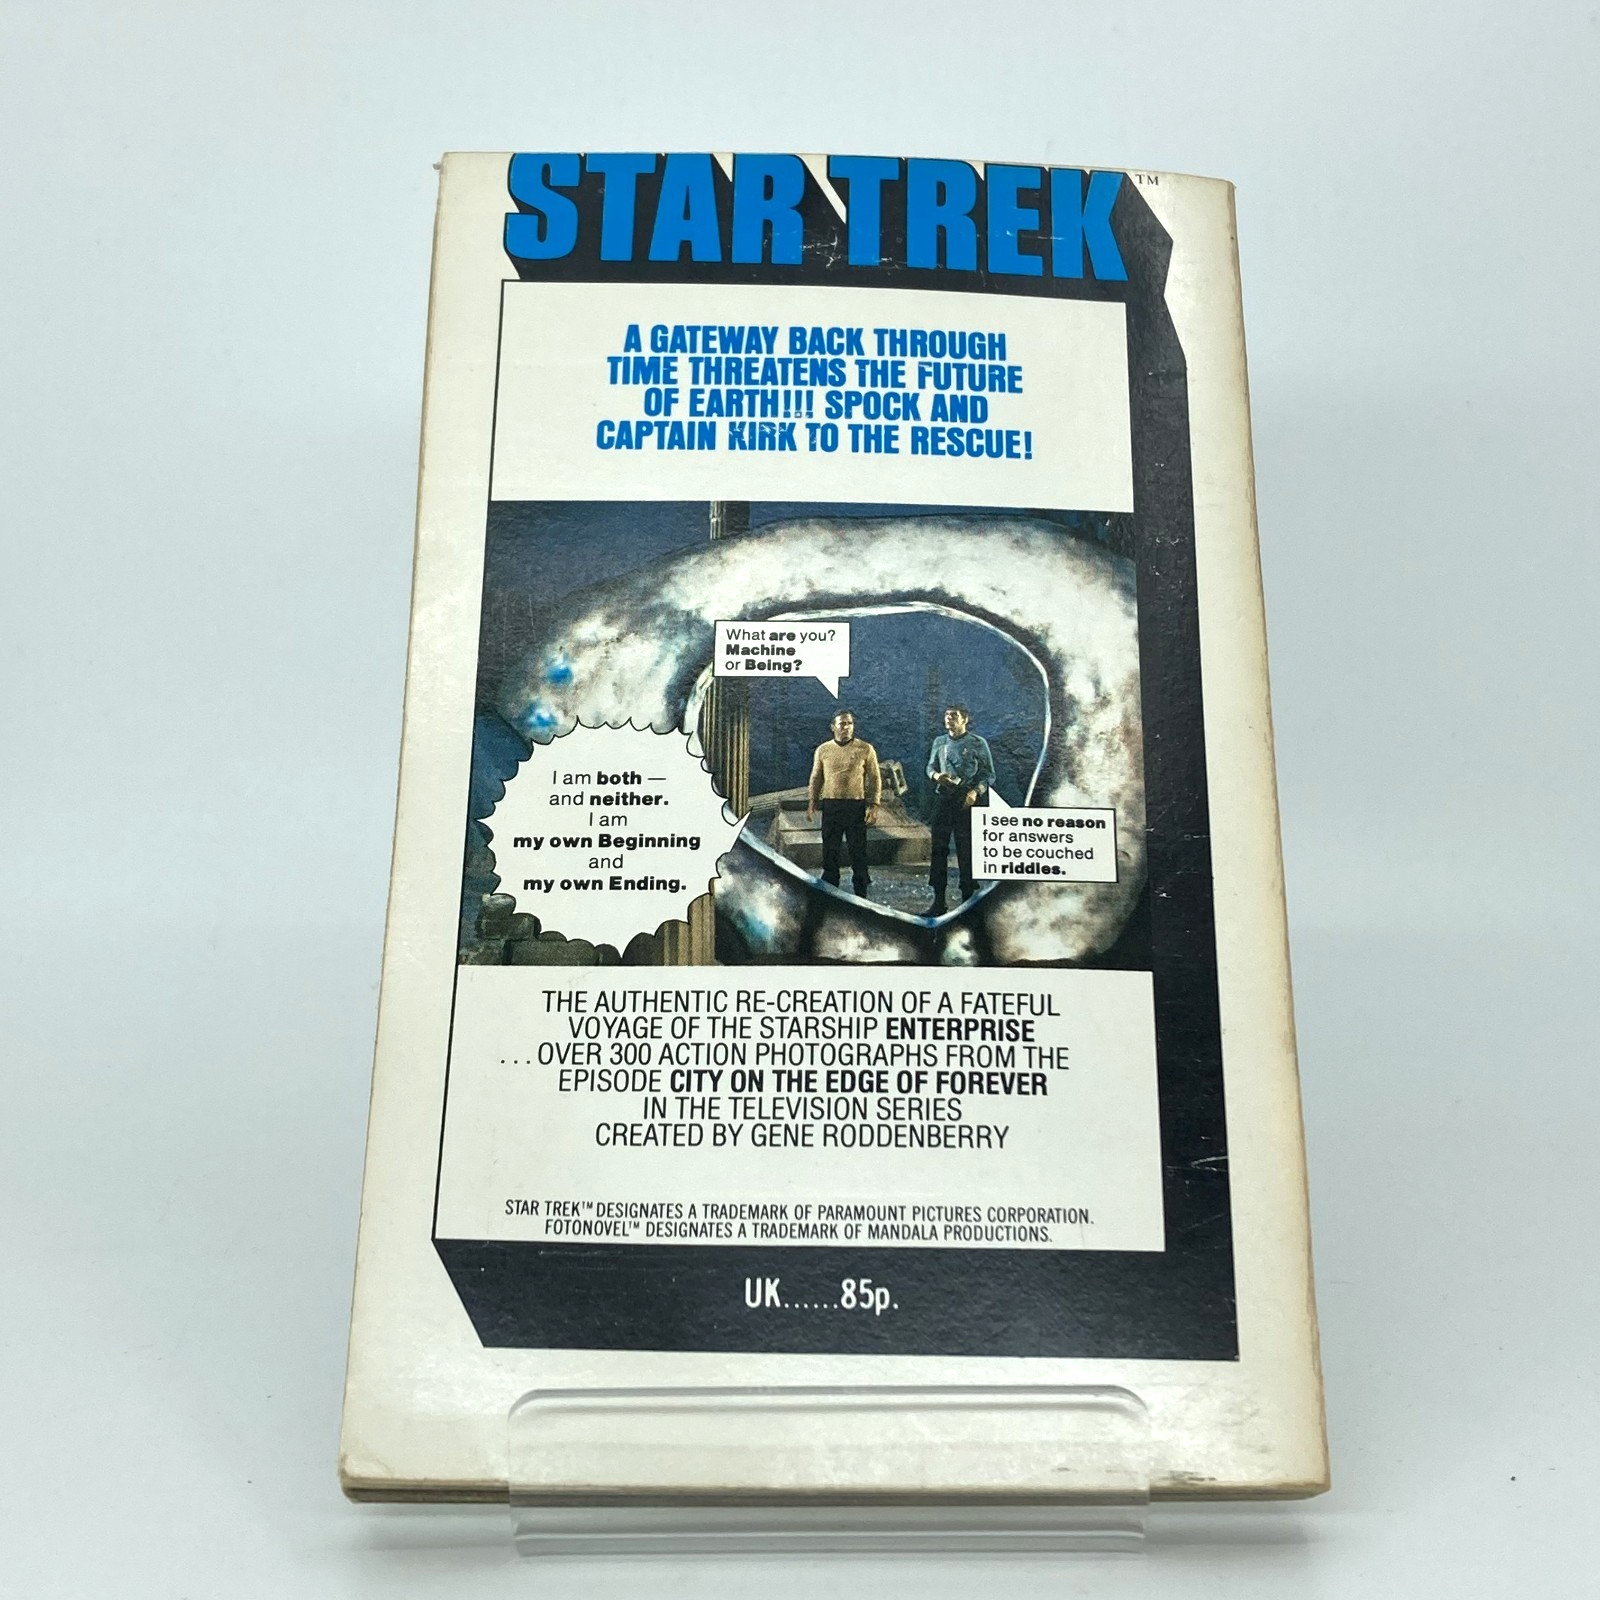 STAR TREK™
A GATEWAY BACK THROUGH
TIME THREATENS THE FUTURE
OF EARTH!!! SPOCK AND
CAPTAIN KIRK TO THE RESCUE!
What are you?
Machine
or Being?
I am both —
and neither.
I am
my own Beginning
and
my own Ending.
I see no reason
for answers
to be couched
in riddles.
THE AUTHENTIC RE-CREATION OF A FATEFUL
VOYAGE OF THE STARSHIP ENTERPRISE
...OVER 300 ACTION PHOTOGRAPHS FROM THE
EPISODE CITY ON THE EDGE OF FOREVER
IN THE TELEVISION SERIES
CREATED BY GENE RODDENBERRY
STAR TREK™ DESIGNATES A TRADEMARK OF PARAMOUNT PICTURES CORPORATION.
FOTONOVEL™ DESIGNATES A TRADEMARK OF MANDALA PRODUCTIONS.
UK......85p.